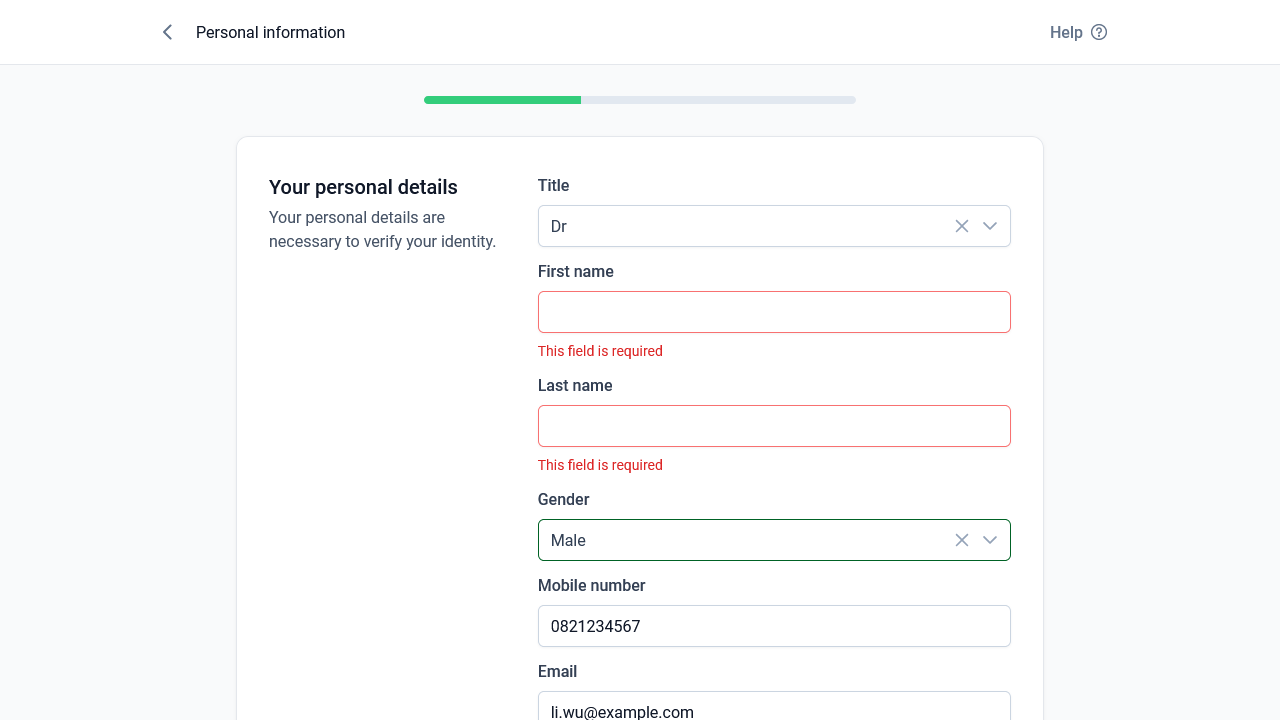 Personal information
Help
Your personal details
Your personal details are
necessary to verify your identity.
Title
Dr
First name
This field is required
Last name
This field is required
Gender
Male
Mobile number
0821234567
Email
li.wu@example.com